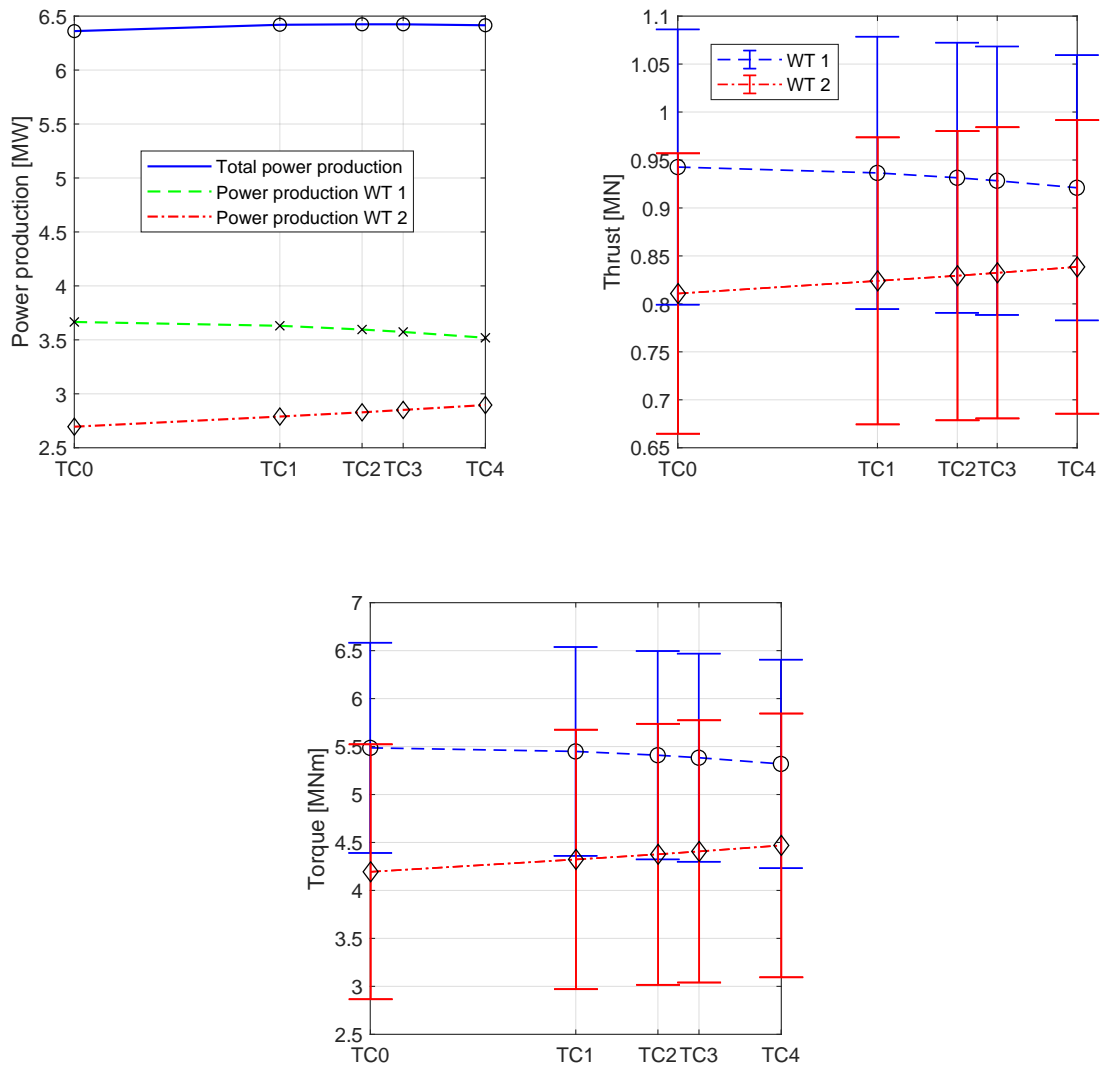 6.5
6
5.5
5
4.5
4
3.5
3
2.5
Power production [MW]
Total power production
Power production WT 1
Power production WT 2
TC0 TC1 TC2 TC3 TC4
1.1
1.05
1
0.95
0.9
0.85
0.8
0.75
0.7
0.65
Thrust [MN]
WT 1
WT 2
TC0 TC1 TC2 TC3 TC4
7
6.5
6
5.5
5
4.5
4
3.5
3
2.5
Torque [MNm]
TC0 TC1 TC2 TC3 TC4